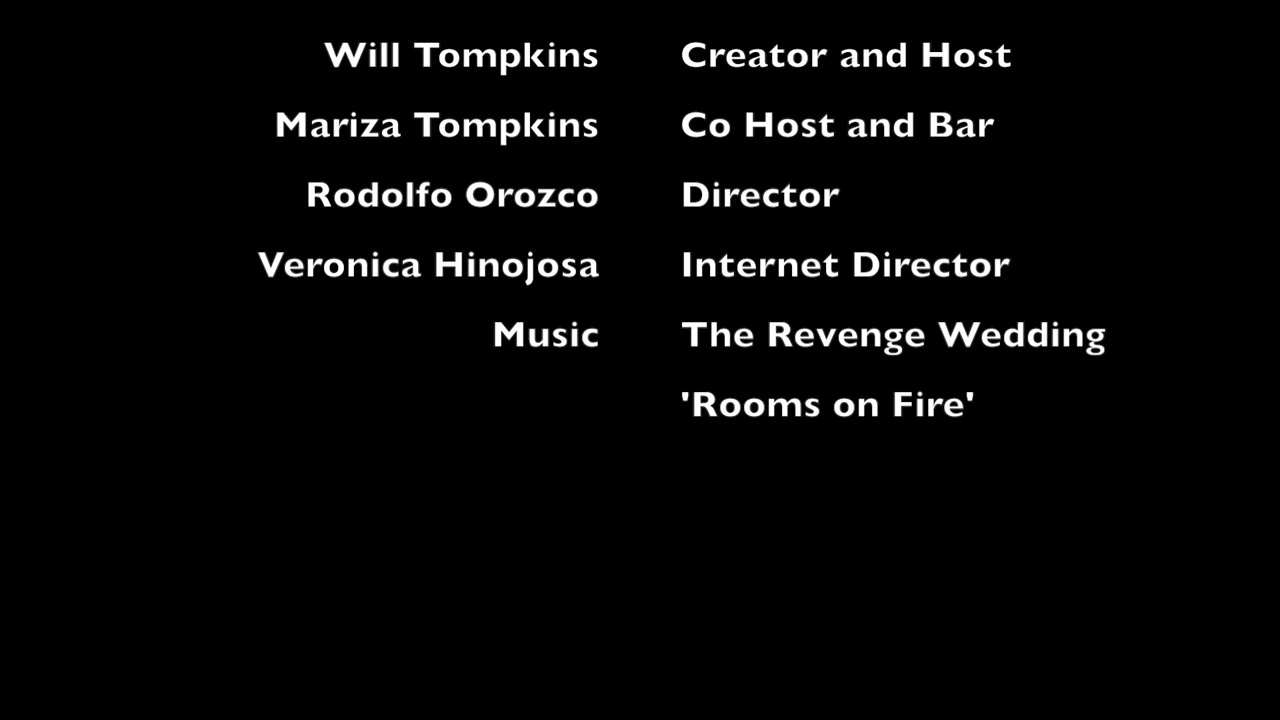 Will Tompkins Creator and Host
Mariza Tompkins Co Host and Bar
Rodolfo Orozco Director
Veronica Hinojosa Internet Director
Music The Revenge Wedding
'Rooms on Fire'